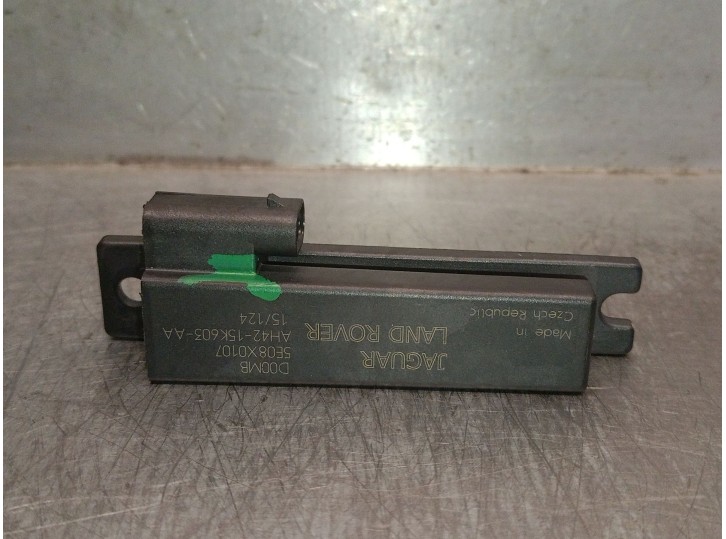 JAGUAR
LAND ROVER
Made in
Czech Republic
D00MB
5E08X0107
AH42-15K603-AA
15/124